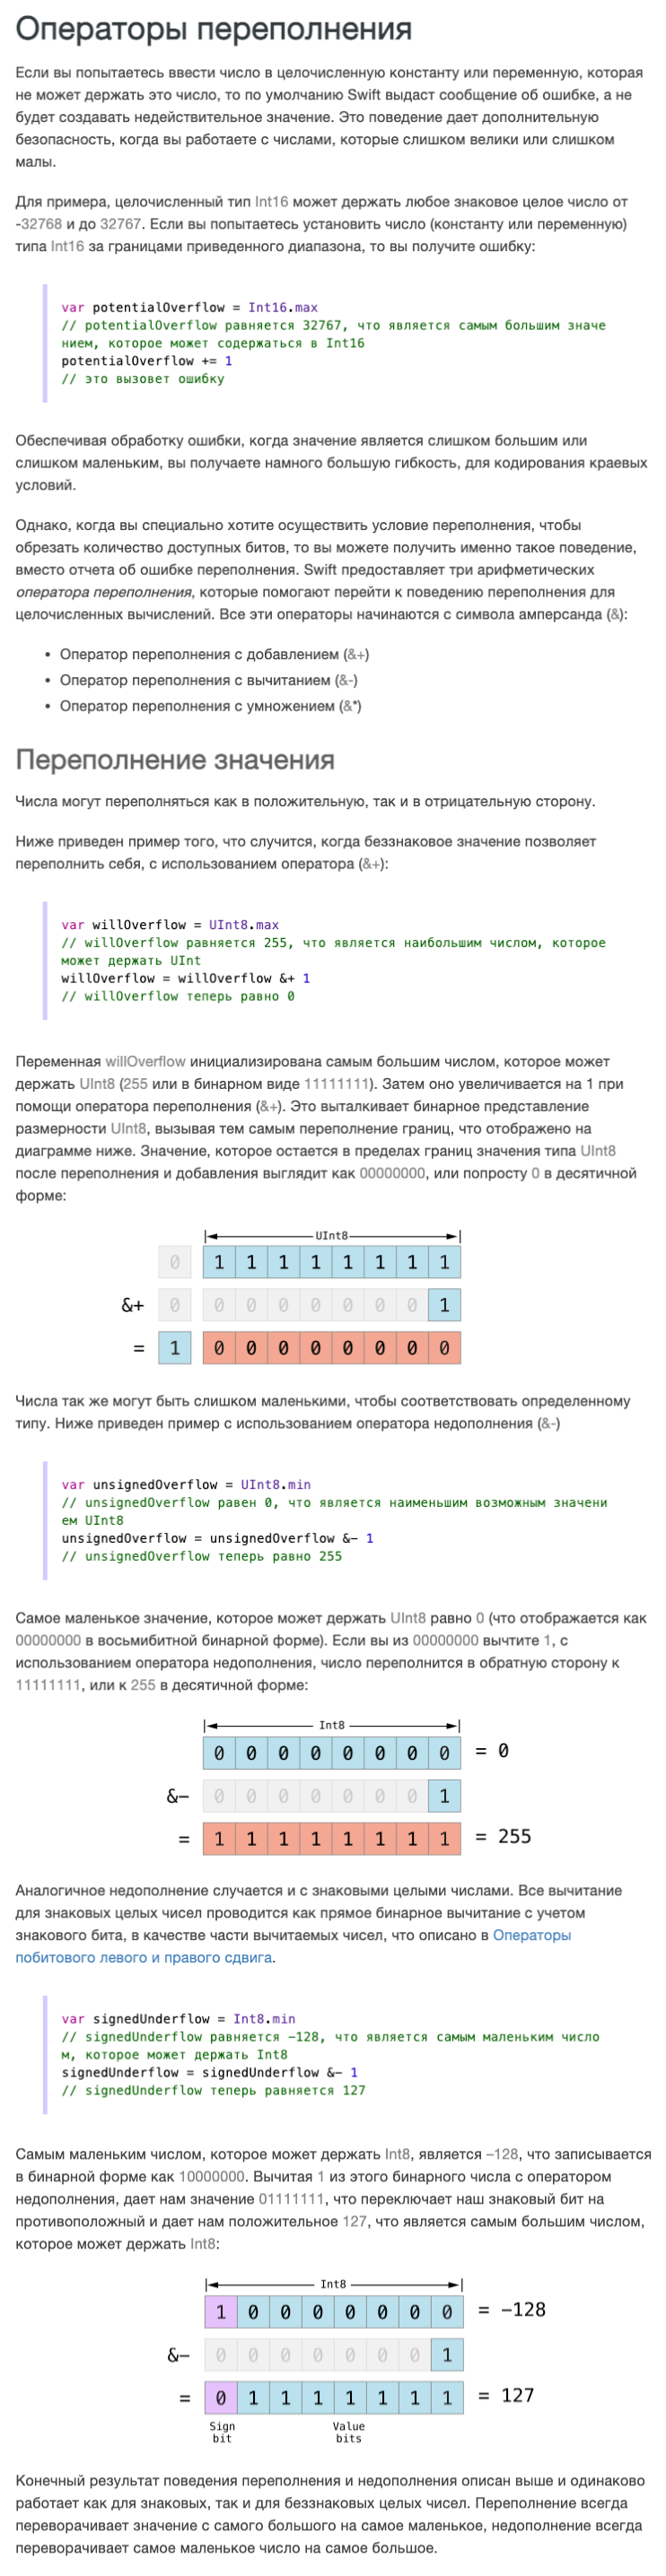 Операторы переполнения
Если вы попытаетесь ввести число в целочисленную константу или переменную, которая
не может держать это число, то по умолчанию Swift выдаст сообщение об ошибке, а не
будет создавать недействительное значение. Это поведение дает дополнительную
безопасность, когда вы работаете с числами, которые слишком велики или слишком
малы.
Для примера, целочисленный тип Int16 может держать любое знаковое целое число от
-32768 и до 32767. Если вы попытаетесь установить число (константу или переменную)
типа Int16 за границами приведенного диапазона, то вы получите ошибку:
var potentialOverflow = Int16.max
// potentialOverflow равняется 32767, что является самым большим значе
нием, которое может содержаться в Int16
potentialOverflow += 1
// это вызовет ошибку
Обеспечивая обработку ошибки, когда значение является слишком большим или
слишком маленьким, вы получаете намного большую гибкость, для кодирования краевых
условий.
Однако, когда вы специально хотите осуществить условие переполнения, чтобы
обрезать количество доступных битов, то вы можете получить именно такое поведение,
вместо отчета об ошибке переполнения. Swift предоставляет три арифметических
оператора переполнения, которые помогают перейти к поведению переполнения для
целочисленных вычислений. Все эти операторы начинаются с символа амперсанда (&):
• Оператор переполнения с добавлением (&+)
• Оператор переполнения с вычитанием (&-)
• Оператор переполнения с умножением (&*)
Переполнение значения
Числа могут переполняться как в положительную, так и в отрицательную сторону.
Ниже приведен пример того, что случится, когда беззнаковое значение позволяет
переполнить себя, с использованием оператора (&+):
var willOverflow = UInt8.max
// willOverflow равняется 255, что является наибольшим числом, которое
может держать UInt
willOverflow = willOverflow &+ 1
// willOverflow теперь равно 0
Переменная willOverflow инициализирована самым большим числом, которое может
держать UInt8 (255 или в бинарном виде 11111111). Затем оно увеличивается на 1 при
помощи оператора переполнения (&+). Это выталкивает бинарное представление
размерности UInt8, вызывая тем самым переполнение границ, что отображено на
диаграмме ниже. Значение, которое остается в пределах границ значения типа UInt8
после переполнения и добавления выглядит как 00000000, или попросту 0 в десятичной
форме:
UInt8
0 1 1 1 1 1 1 1 1
&+ 0 0 0 0 0 0 0 0 1
= 1 0 0 0 0 0 0 0 0
Числа так же могут быть слишком маленькими, чтобы соответствовать определенному
типу. Ниже приведен пример с использованием оператора недополнения (&-)
var unsignedOverflow = UInt8.min
// unsignedOverflow равен 0, что является наименьшим возможным значени
ем UInt8
unsignedOverflow = unsignedOverflow &- 1
// unsignedOverflow теперь равно 255
Самое маленькое значение, которое может держать UInt8 равно 0 (что отображается как
00000000 в восьмибитной бинарной форме). Если вы из 00000000 вычтите 1, с
использованием оператора недополнения, число переполнится в обратную сторону к
11111111, или к 255 в десятичной форме:
Int8
0 0 0 0 0 0 0 0 = 0
&- 0 0 0 0 0 0 0 1
= 1 1 1 1 1 1 1 1 = 255
Аналогичное недополнение случается и с знаковыми целыми числами. Все вычитание
для знаковых целых чисел проводится как прямое бинарное вычитание с учетом
знакового бита, в качестве части вычитаемых чисел, что описано в Операторы
побитового левого и правого сдвига.
var signedUnderflow = Int8.min
// signedUnderflow равняется -128, что является самым маленьким число
м, которое может держать Int8
signedUnderflow = signedUnderflow &- 1
// signedUnderflow теперь равняется 127
Самым маленьким числом, которое может держать Int8, является –128, что записывается
в бинарной форме как 10000000. Вычитая 1 из этого бинарного числа с оператором
недополнения, дает нам значение 01111111, что переключает наш знаковый бит на
противоположный и дает нам положительное 127, что является самым большим числом,
которое может держать Int8:
Int8
1 0 0 0 0 0 0 0 = -128
&- 0 0 0 0 0 0 0 1
= 0 1 1 1 1 1 1 1 = 127
Sign Value
bit bits
Конечный результат поведения переполнения и недополнения описан выше и одинаково
работает как для знаковых, так и для беззнаковых целых чисел. Переполнение всегда
переворачивает значение с самого большого на самое маленькое, недополнение всегда
переворачивает самое маленькое число на самое большое.